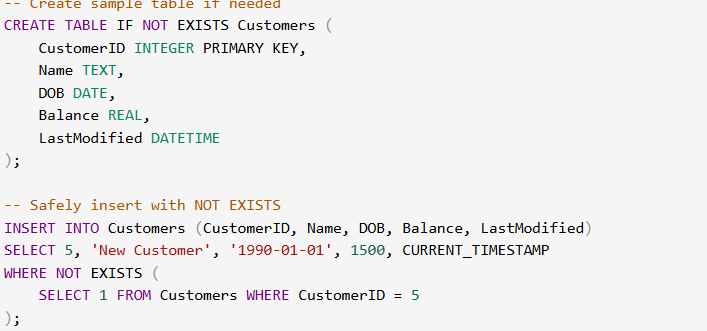 -- Create sample table if needed
CREATE TABLE IF NOT EXISTS Customers (
    CustomerID INTEGER PRIMARY KEY,
    Name TEXT,
    DOB DATE,
    Balance REAL,
    LastModified DATETIME
);

-- Safely insert with NOT EXISTS
INSERT INTO Customers (CustomerID, Name, DOB, Balance, LastModified)
SELECT 5, 'New Customer', '1990-01-01', 1500, CURRENT_TIMESTAMP
WHERE NOT EXISTS (
    SELECT 1 FROM Customers WHERE CustomerID = 5
);